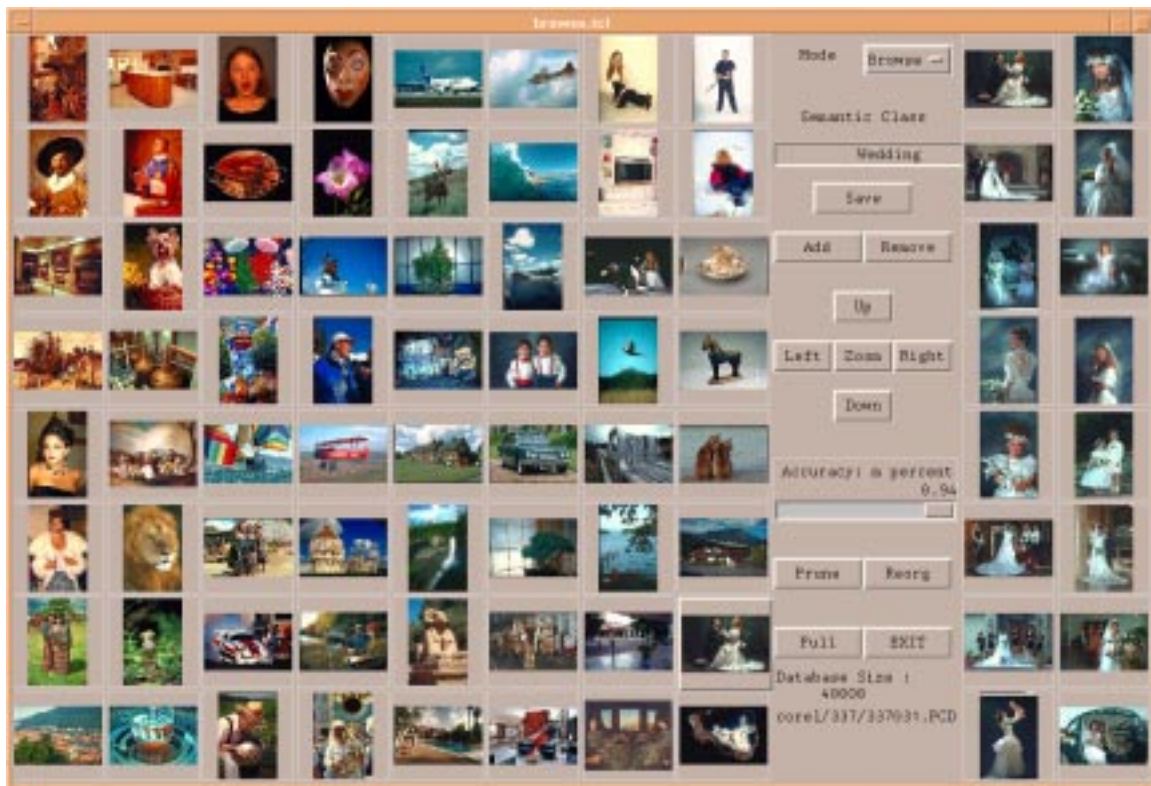 browse.tcl
Mode
Browse
Semantic Class
Wedding
Save
Add Remove
Up
Left Zoom Right
Down
Accuracy: a percent
0.94
Prune Reorg
Full EXIT
Database Size :
40000
corel/337/337031.PCD